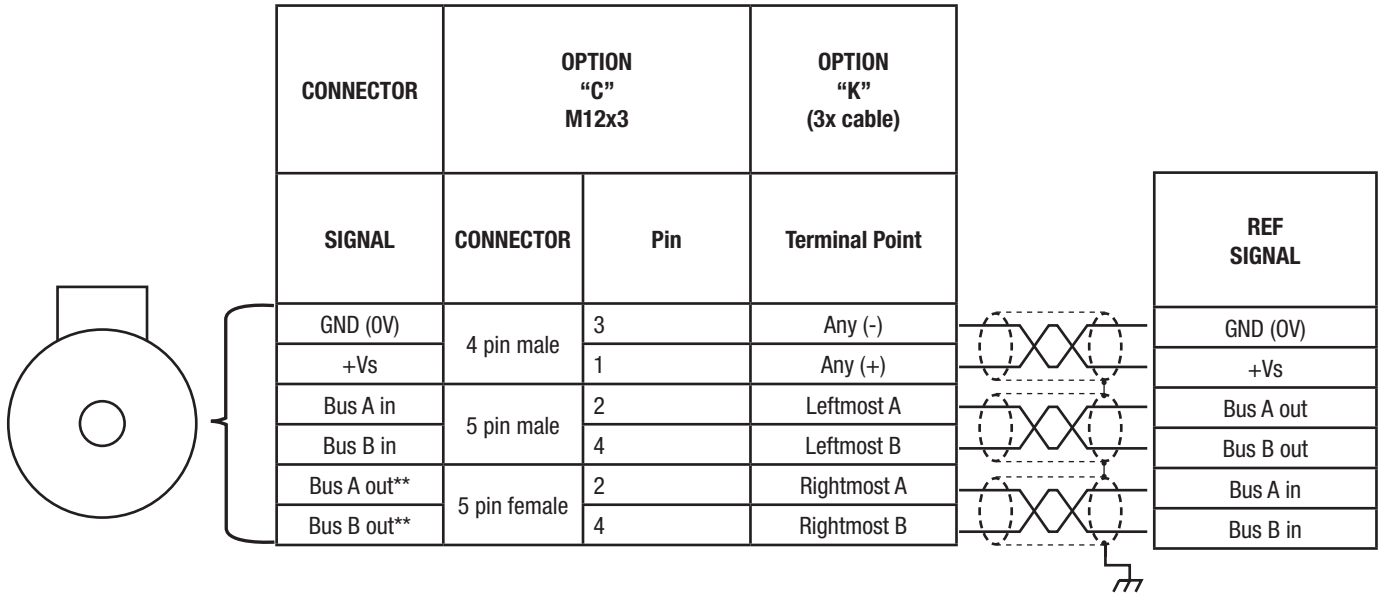 CONNECTOR
OPTION
“C”
M12x3
OPTION
“K”
(3x cable)
SIGNAL CONNECTOR Pin Terminal Point
REF
SIGNAL
GND (0V) 4 pin male 3 Any (-) GND (0V)
+Vs 1 Any (+) +Vs
Bus A in 5 pin male 2 Leftmost A Bus A out
Bus B in 4 Leftmost B Bus B out
Bus A out** 5 pin female 2 Rightmost A Bus A in
Bus B out** 4 Rightmost B Bus B in